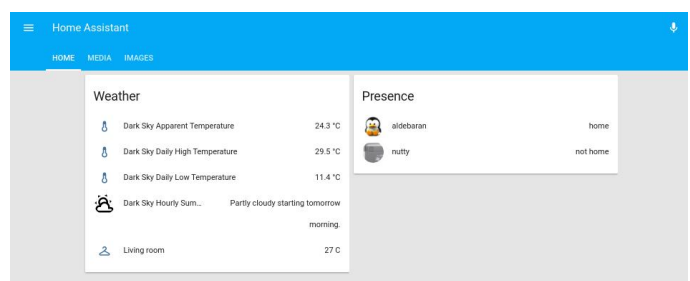 Home Assistant
HOME MEDIA IMAGES
Weather
Dark Sky Apparent Temperature 24.3 °C
Dark Sky Daily High Temperature 29.5 °C
Dark Sky Daily Low Temperature 11.4 °C
Dark Sky Hourly Sum... Partly cloudy starting tomorrow
morning.
Living room 27 C
Presence
aldebaran home
nutty not home